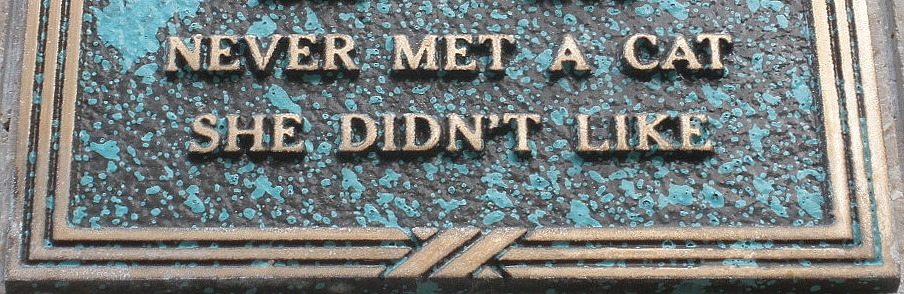 NEVER MET A CAT
SHE DIDN'T LIKE